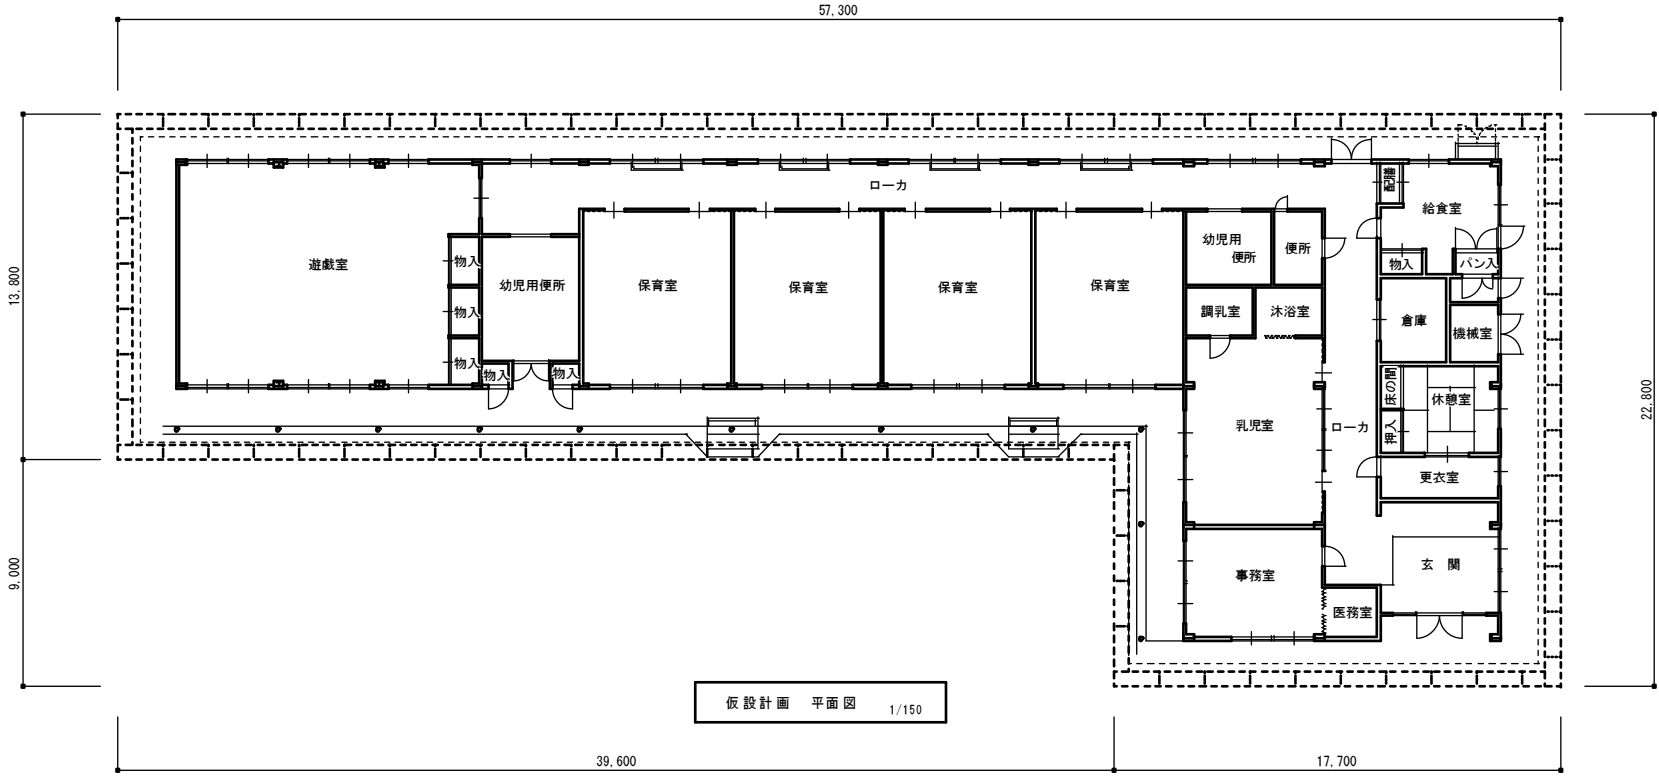 57,300
ローカ
配膳
給食室
遊戯室
物入
幼児用便所
保育室
保育室
保育室
保育室
幼児用
便所
便所
物入
パン入
13,800
物入
調乳室
沐浴室
倉庫
機械室
物入
物入
物入
床の間
休憩室
22,800
乳児室
ローカ
押入
更衣室
9,000
事務室
玄関
医務室
仮設計画 平面図 1/150
39,600
17,700